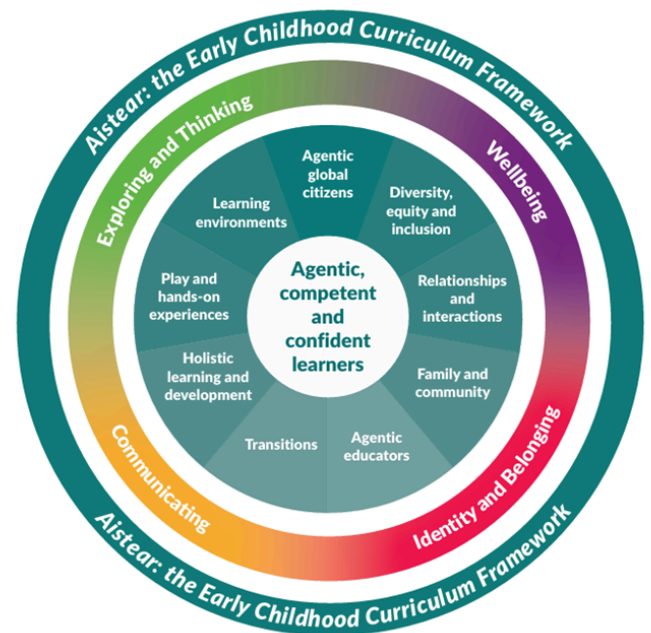 Aistear: the Early Childhood Curriculum Framework
Exploring and Thinking
Wellbeing
Identity and Belonging
Communicating
Agentic
global
citizens
Diversity,
equity and
inclusion
Relationships
and
interactions
Family and
community
Agentic
educators
Transitions
Holistic
learning and
development
Play and
hands-on
experiences
Learning
environments
Agentic,
competent
and
confident
learners
Aistear: the Early Childhood Curriculum Framework